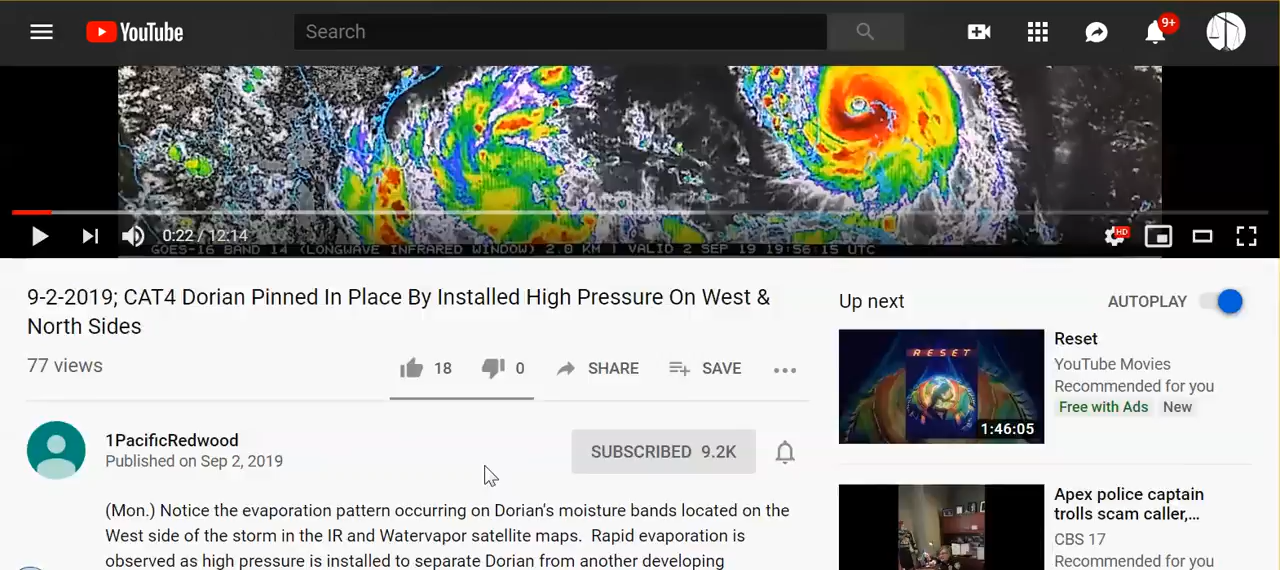 YouTube
Search
9+
0:22 / 12:14
HD
GOES-16 BAND 14 (LONGWAVE INFRARED WINDOW) 2.0 KM | VALID 2 SEP 19 19:56:15 UTC
9-2-2019; CAT4 Dorian Pinned In Place By Installed High Pressure On West &
North Sides
77 views
18
0
SHARE
SAVE
1PacificRedwood
Published on Sep 2, 2019
SUBSCRIBED 9.2K
(Mon.) Notice the evaporation pattern occurring on Dorian's moisture bands located on the
West side of the storm in the IR and Watervapor satellite maps.  Rapid evaporation is
observed as high pressure is installed to separate Dorian from another developing
Up next
AUTOPLAY
RESET
1:46:05
Reset
YouTube Movies
Recommended for you
Free with Ads New
Apex police captain
trolls scam caller,...
CBS 17
Recommended for you